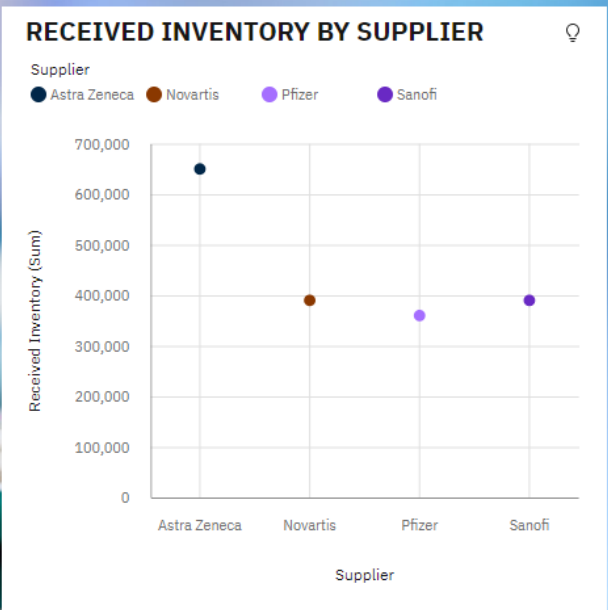 RECEIVED INVENTORY BY SUPPLIER
Supplier
Astra Zeneca Novartis Pfizer Sanofi
700,000
600,000
500,000
400,000
300,000
200,000
100,000
0
Received Inventory (Sum)
Astra Zeneca Novartis Pfizer Sanofi
Supplier